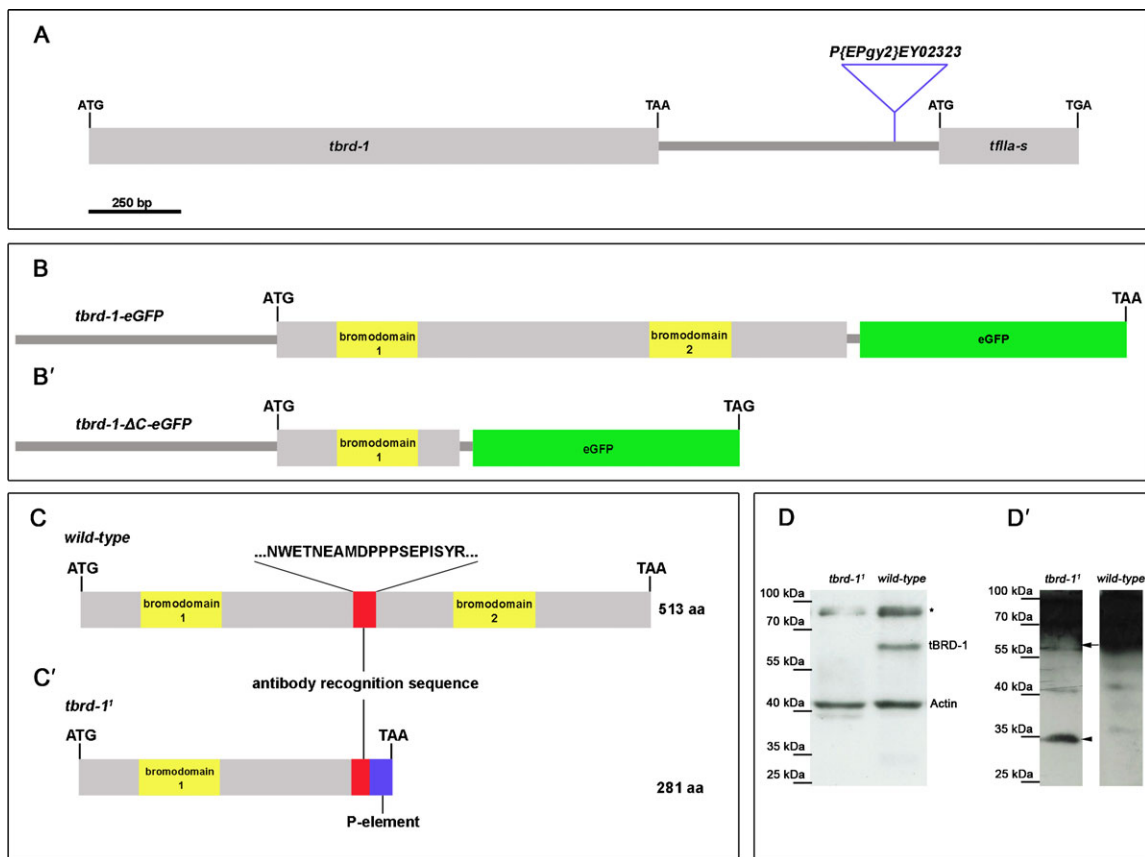 A
P{EPgy2}EY02323
ATG
TAA
ATG
TGA
tbrd-1
tfIIa-s
250 bp
B
tbrd-1-eGFP
ATG
TAA
bromodomain
1
bromodomain
2
eGFP
B'
tbrd-1-ΔC-eGFP
ATG
TAG
bromodomain
1
eGFP
C
wild-type
...NWETNEAMDPPPSEPISYR...
ATG
TAA
bromodomain
1
bromodomain
2
513 aa
antibody recognition sequence
C'
tbrd-1¹
ATG
TAA
bromodomain
1
281 aa
P-element
D
tbrd-1¹ wild-type
100 kDa
*
70 kDa
tBRD-1
55 kDa
40 kDa
Actin
35 kDa
25 kDa
D'
tbrd-1¹ wild-type
100 kDa
70 kDa
55 kDa
40 kDa
35 kDa
25 kDa